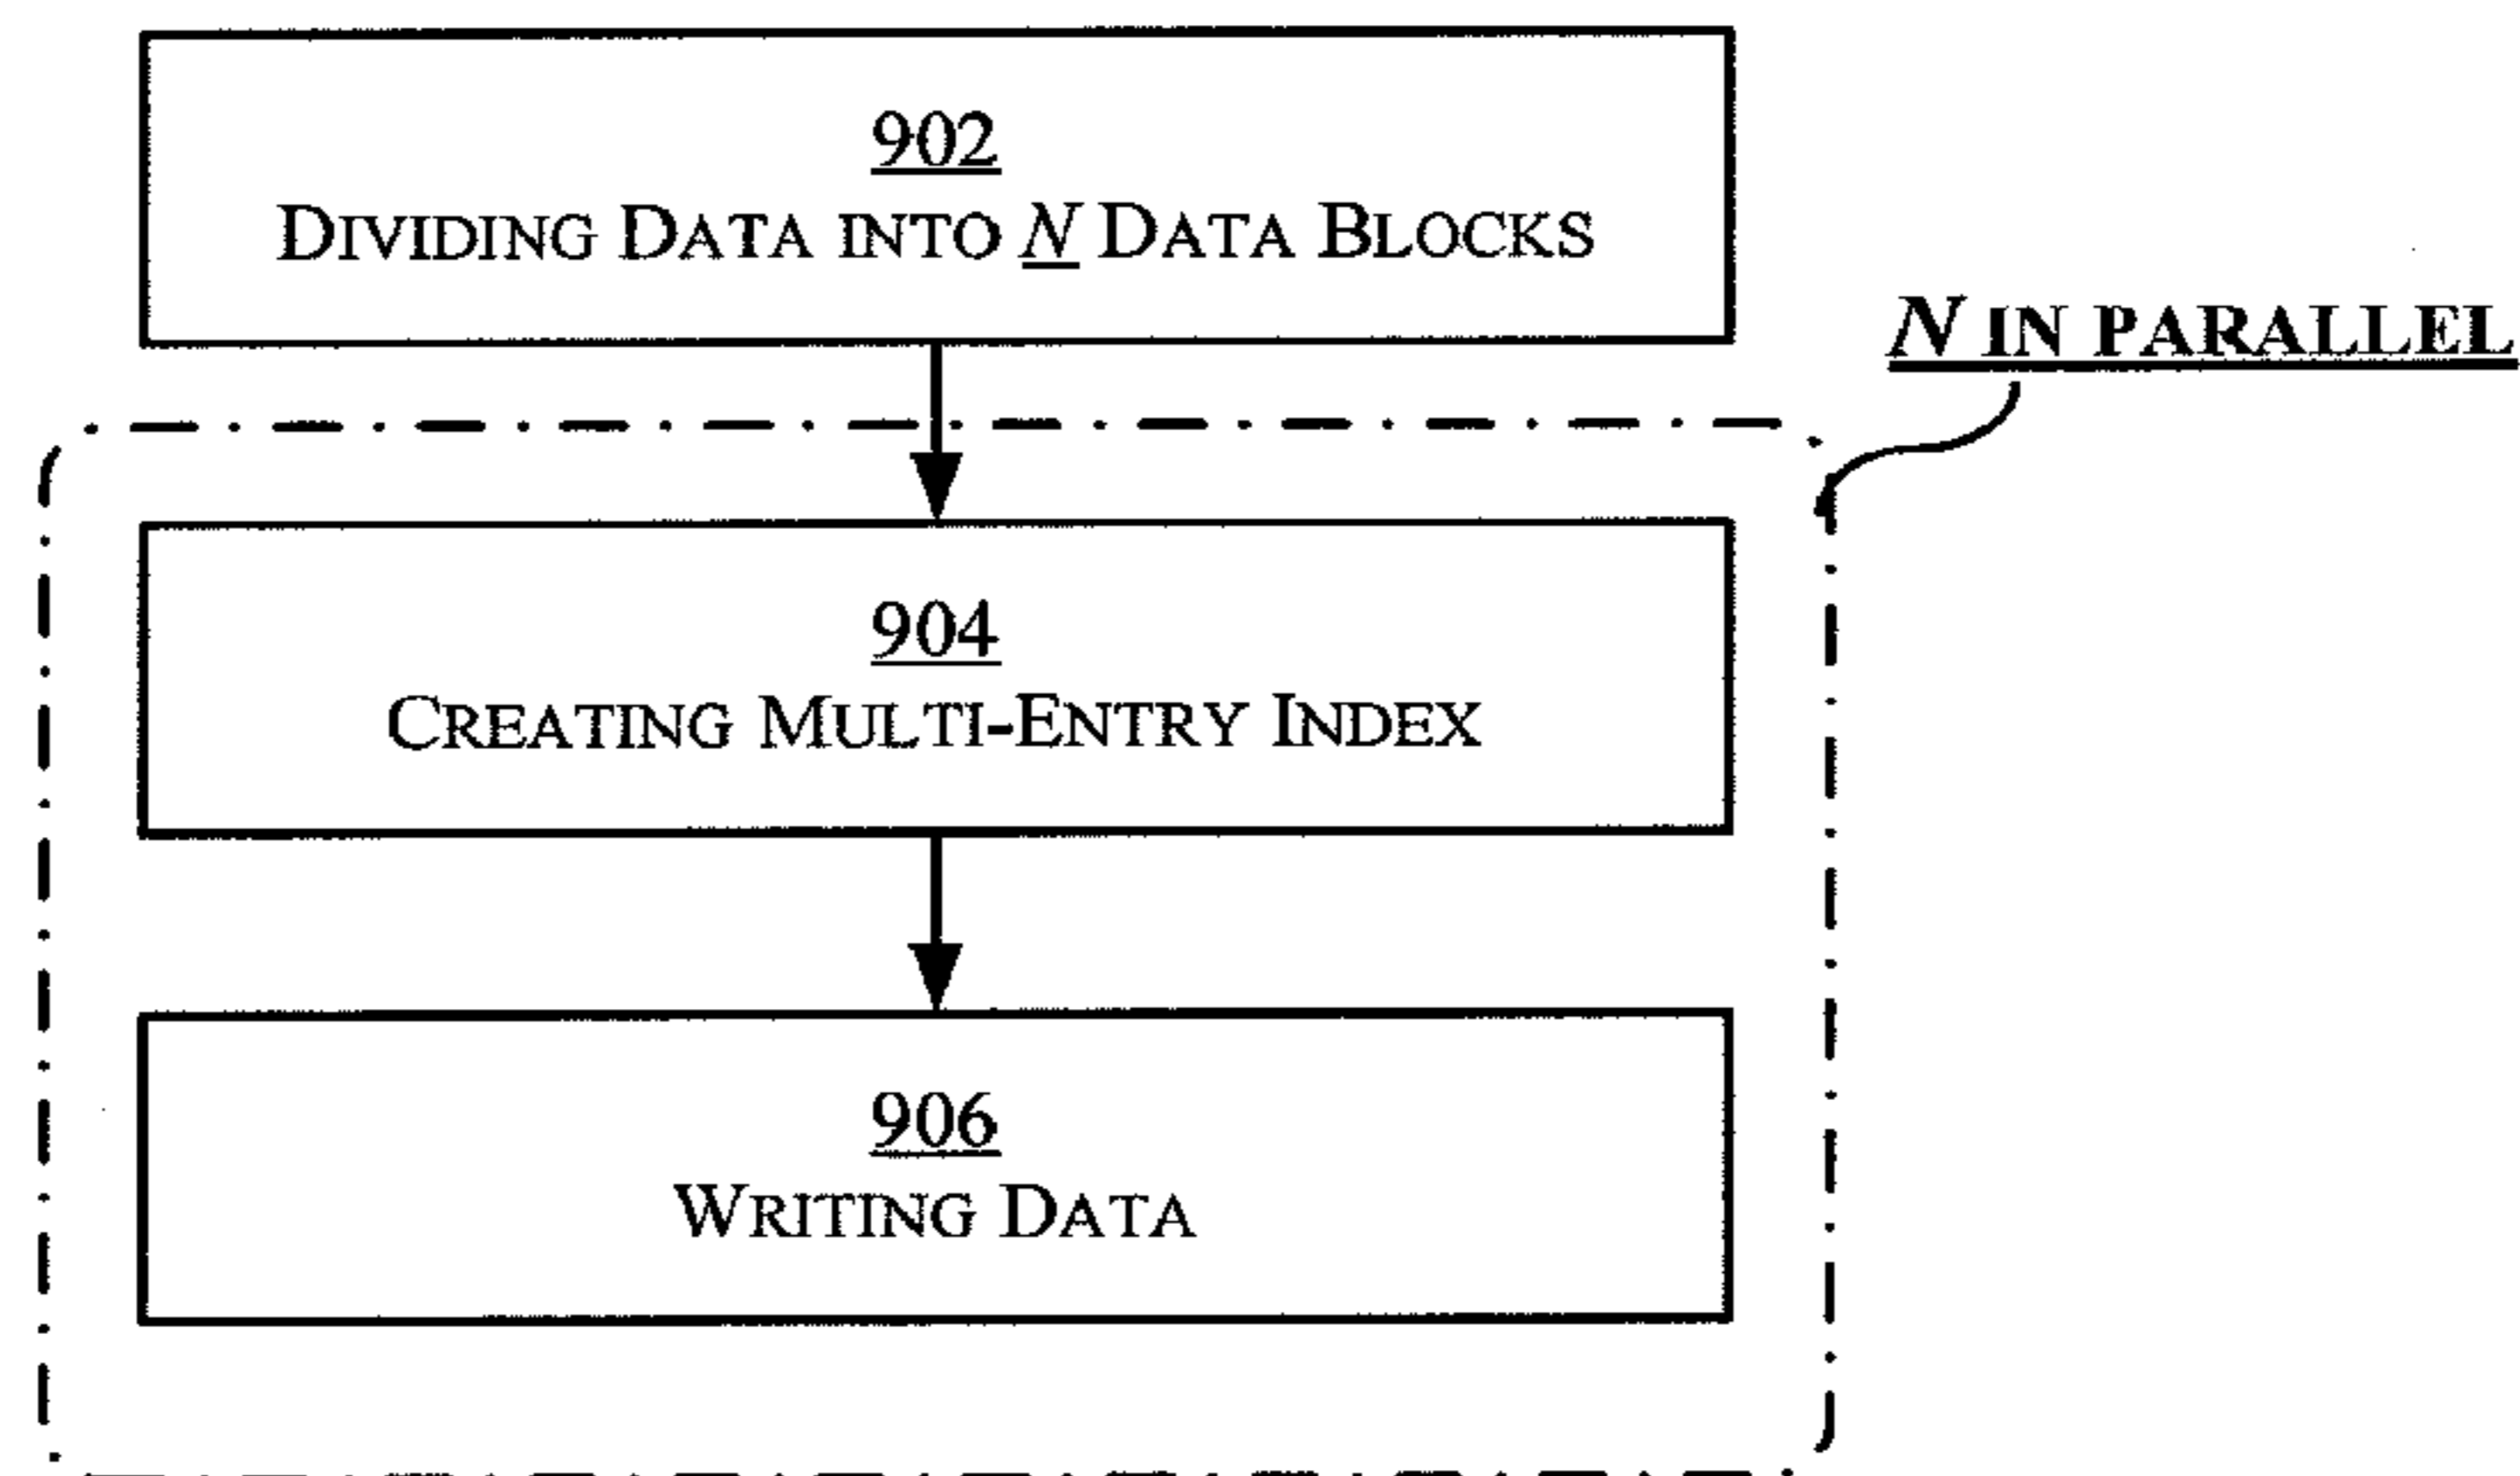 902
DIVIDING DATA INTO N DATA BLOCKS
N IN PARALLEL
904
CREATING MULTI-ENTRY INDEX
906
WRITING DATA